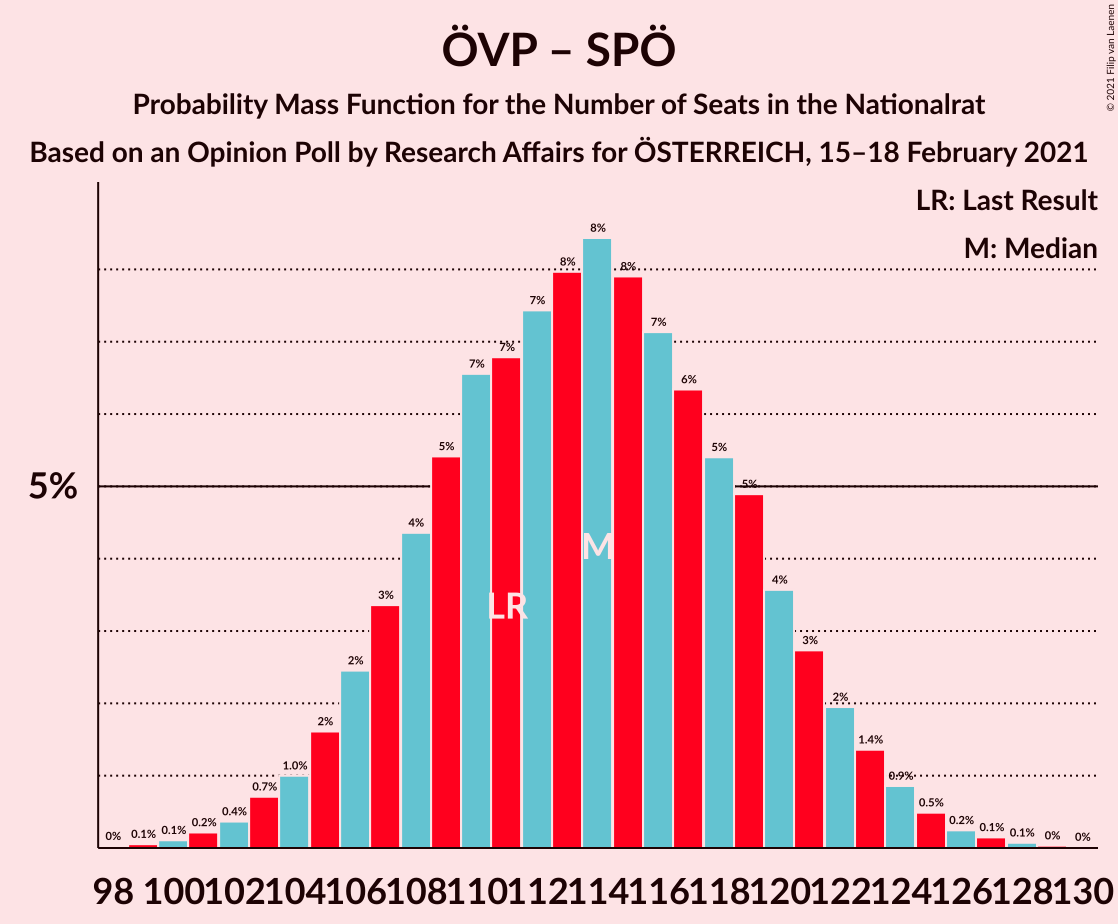 ÖVP – SPÖ
Probability Mass Function for the Number of Seats in the Nationalrat
Based on an Opinion Poll by Research Affairs for ÖSTERREICH, 15–18 February 2021
© 2021 Filip van Laenen
LR: Last Result
M: Median
5%
0% 0.1% 0.1% 0.2% 0.4% 0.7% 1.0% 2% 2% 3% 4% 5% 7% 7% 7% 8% 8% 8% 7% 6% 5% 5% 4% 3% 2% 1.4% 0.9% 0.5% 0.2% 0.1% 0.1% 0% 0%
M
LR
98 100 102 104 106 108 110 112 114 116 118 120 122 124 126 128 130